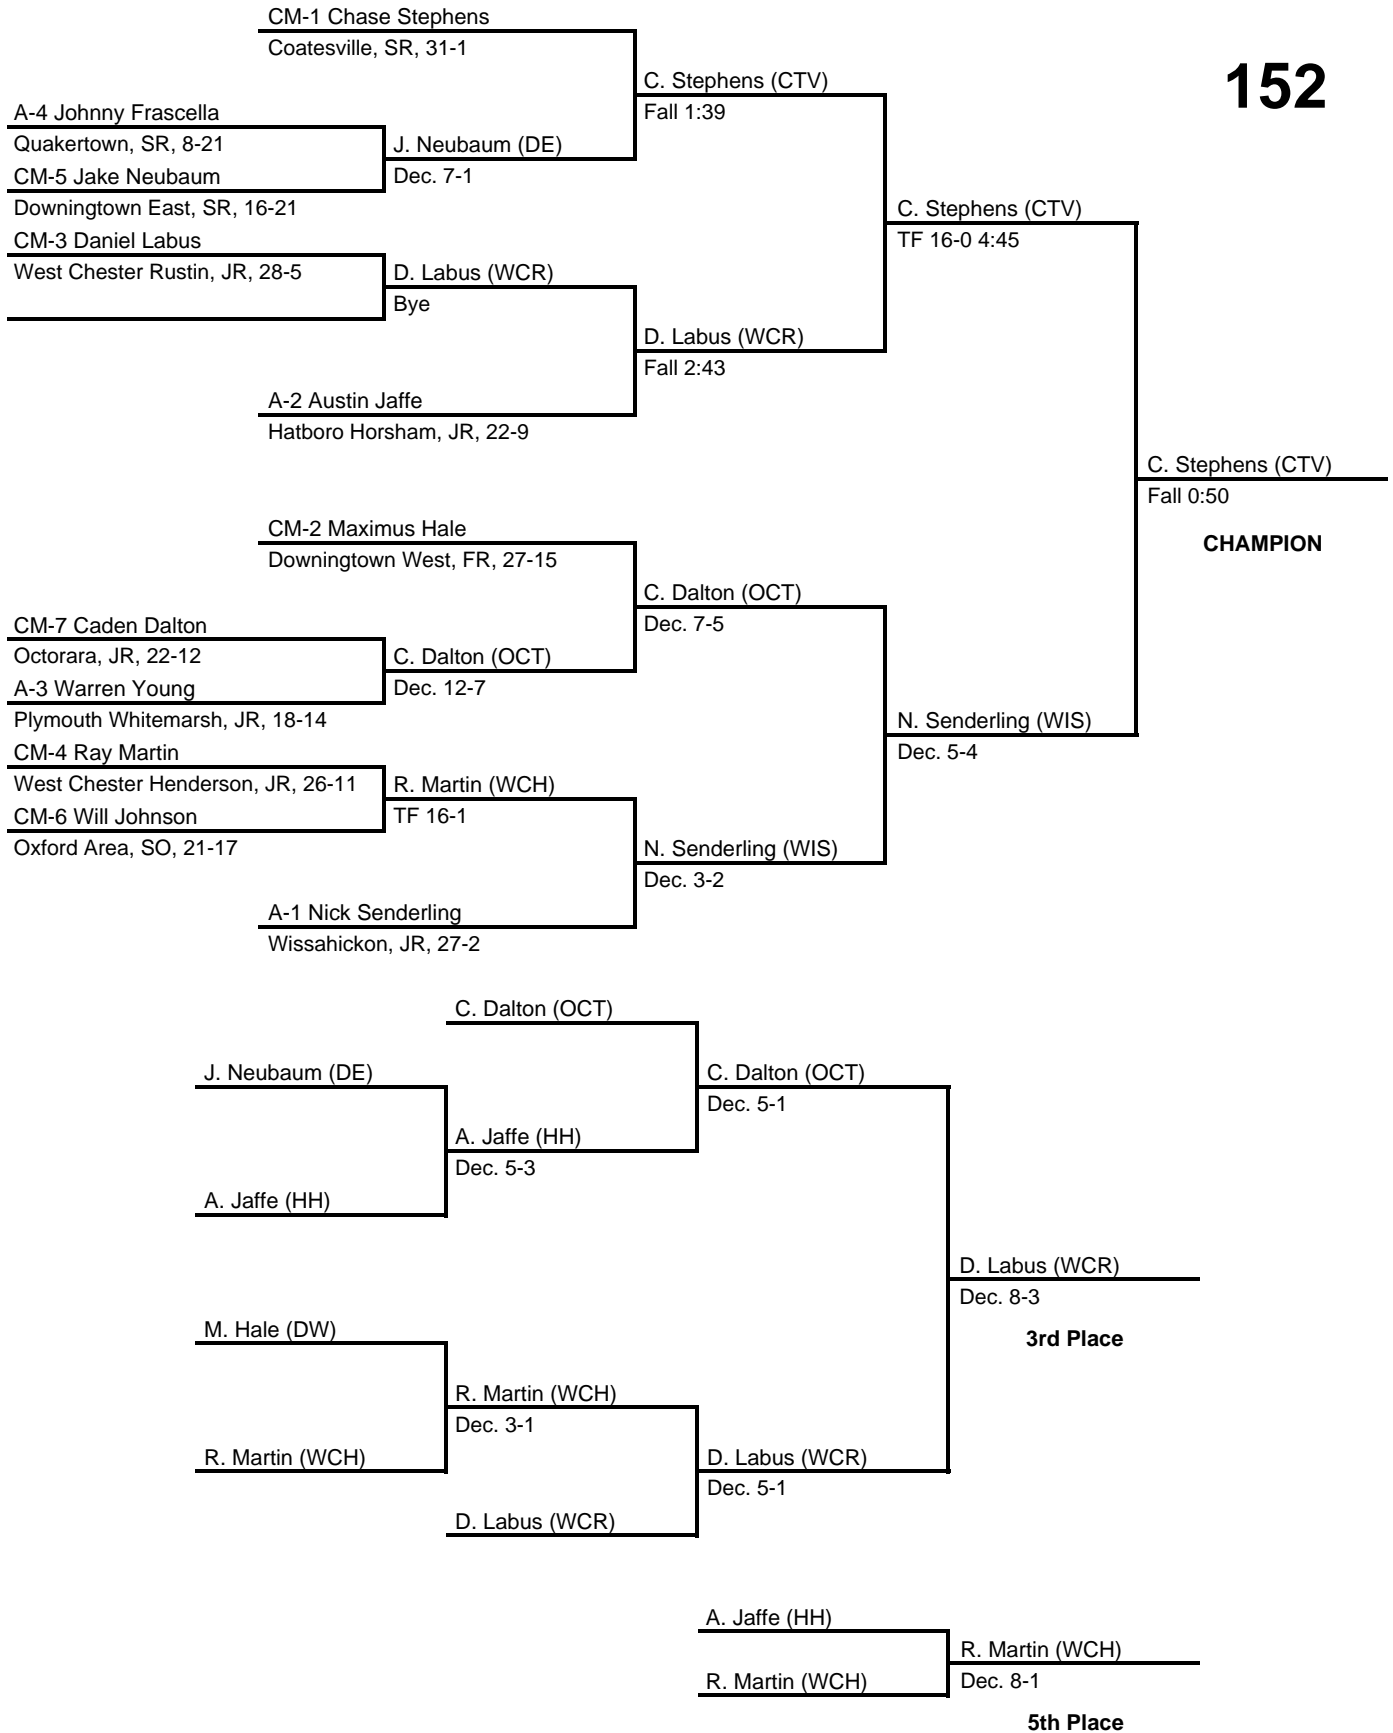 CM-1 Chase Stephens
Coatesville, SR, 31-1
152
C. Stephens (CTV)
Fall 1:39
A-4 Johnny Frascella
Quakertown, SR, 8-21
J. Neubaum (DE)
Dec. 7-1
CM-5 Jake Neubaum
Downingtown East, SR, 16-21
C. Stephens (CTV)
TF 16-0 4:45
CM-3 Daniel Labus
West Chester Rustin, JR, 28-5
D. Labus (WCR)
Bye
D. Labus (WCR)
Fall 2:43
A-2 Austin Jaffe
Hatboro Horsham, JR, 22-9
C. Stephens (CTV)
Fall 0:50
CHAMPION
CM-2 Maximus Hale
Downingtown West, FR, 27-15
C. Dalton (OCT)
Dec. 7-5
CM-7 Caden Dalton
Octorara, JR, 22-12
C. Dalton (OCT)
Dec. 12-7
A-3 Warren Young
Plymouth Whitemarsh, JR, 18-14
N. Senderling (WIS)
Dec. 5-4
CM-4 Ray Martin
West Chester Henderson, JR, 26-11
R. Martin (WCH)
TF 16-1
CM-6 Will Johnson
Oxford Area, SO, 21-17
N. Senderling (WIS)
Dec. 3-2
A-1 Nick Senderling
Wissahickon, JR, 27-2
C. Dalton (OCT)
J. Neubaum (DE)
C. Dalton (OCT)
Dec. 5-1
A. Jaffe (HH)
Dec. 5-3
A. Jaffe (HH)
D. Labus (WCR)
Dec. 8-3
3rd Place
M. Hale (DW)
R. Martin (WCH)
Dec. 3-1
R. Martin (WCH)
D. Labus (WCR)
Dec. 5-1
D. Labus (WCR)
A. Jaffe (HH)
R. Martin (WCH)
Dec. 8-1
R. Martin (WCH)
5th Place